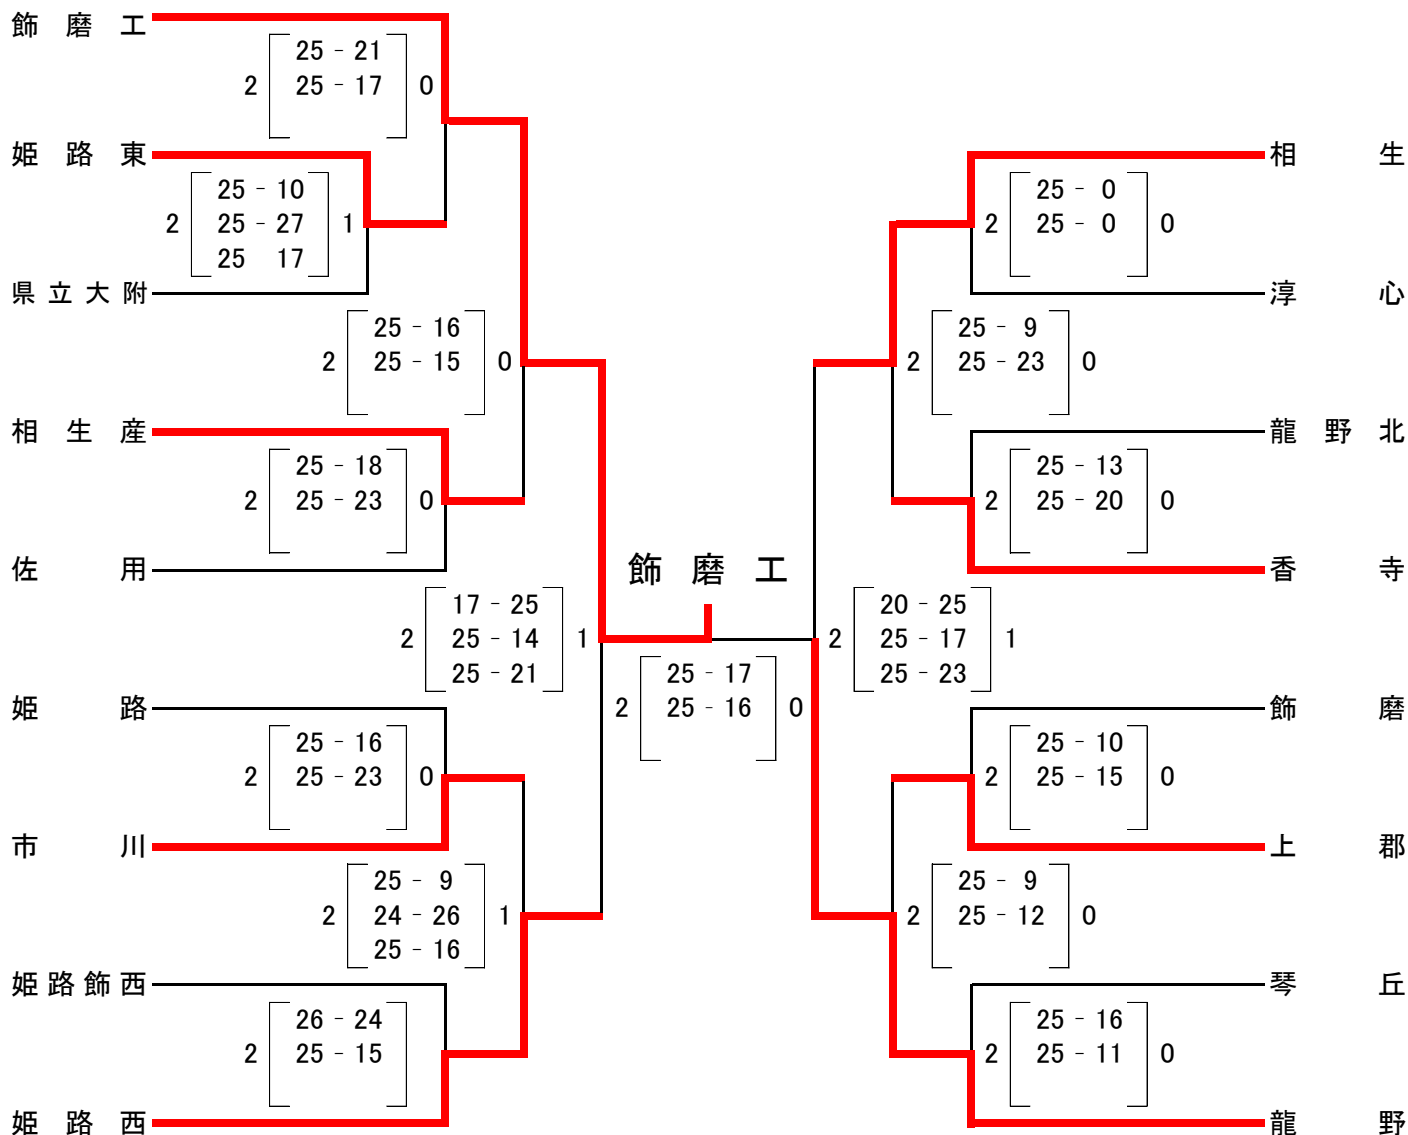 飾磨工
2 25 - 21 0
25 - 17
姫路東
2 25 - 10 1
25 - 27
25 17
県立大附
2 25 - 16 0
25 - 15
相生産
2 25 - 18 0
25 - 23
佐用
2 17 - 25 1
25 - 14
25 - 21
姫路
2 25 - 16 0
25 - 23
市川
2 25 - 9 1
24 - 26
25 - 16
姫路飾西
2 26 - 24
25 - 15
姫路西
飾磨工
2 25 - 17 0
25 - 16
相生
2 25 - 0 0
25 - 0
淳心
2 25 - 9 0
25 - 23
龍野北
2 25 - 13 0
25 - 20
香寺
2 20 - 25 1
25 - 17
25 - 23
飾磨
2 25 - 10 0
25 - 15
上郡
2 25 - 9 0
25 - 12
琴丘
2 25 - 16 0
25 - 11
龍野